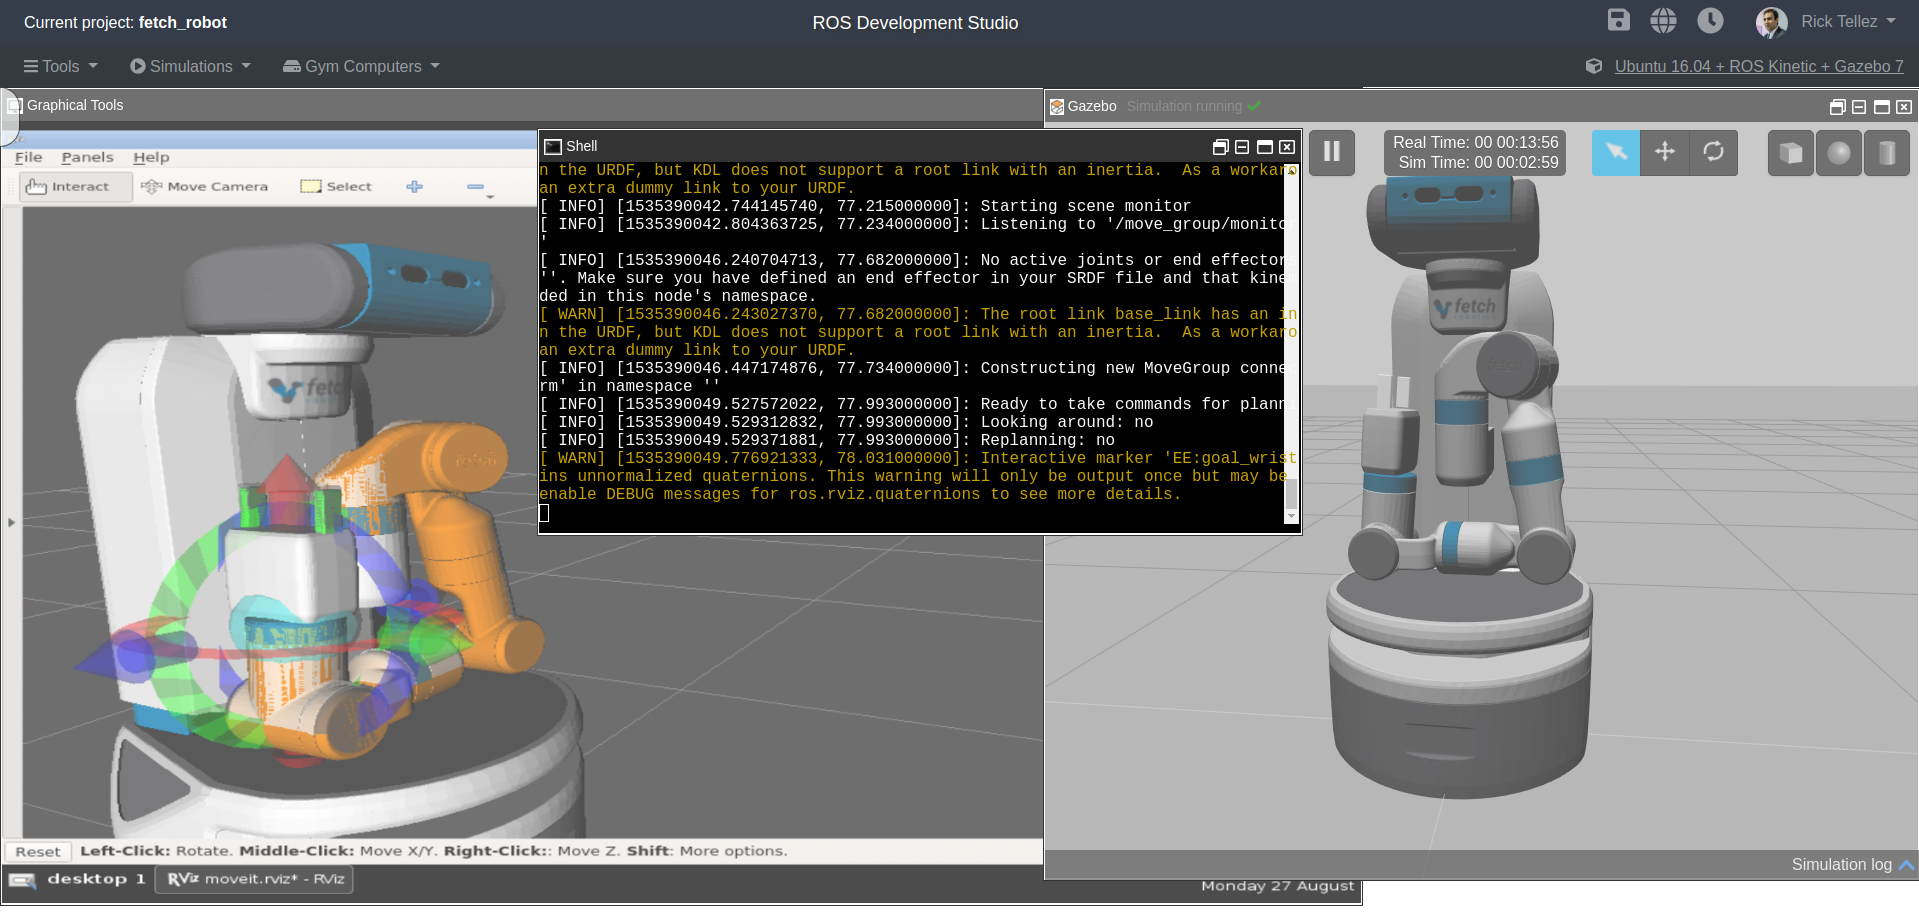 Current project: fetch_robot
ROS Development Studio
Rick Tellez
Tools
Simulations
Gym Computers
Ubuntu 16.04 + ROS Kinetic + Gazebo 7
Graphical Tools
File Panels Help
Interact Move Camera Select
fetch
fetch
Shell
n the URDF, but KDL does not support a root link with an inertia.  As a workaro
an extra dummy link to your URDF.
[ INFO] [1535390042.744145740, 77.215000000]: Starting scene monitor
[ INFO] [1535390042.804363725, 77.234000000]: Listening to '/move_group/monitor
'
[ INFO] [1535390046.240704713, 77.682000000]: No active joints or end effectors
''. Make sure you have defined an end effector in your SRDF file and that kinem
ded in this node's namespace.
[ WARN] [1535390046.243027370, 77.682000000]: The root link base_link has an in
n the URDF, but KDL does not support a root link with an inertia.  As a workaro
an extra dummy link to your URDF.
[ INFO] [1535390046.447174876, 77.734000000]: Constructing new MoveGroup connec
rm' in namespace ''
[ INFO] [1535390049.527572022, 77.993000000]: Ready to take commands for planni
[ INFO] [1535390049.529312832, 77.993000000]: Looking around: no
[ INFO] [1535390049.529371881, 77.993000000]: Replanning: no
[ WARN] [1535390049.776921333, 78.031000000]: Interactive marker 'EE:goal_wrist
ins unnormalized quaternions. This warning will only be output once but may be
enable DEBUG messages for ros.rviz.quaternions to see more details.
Gazebo Simulation running
Real Time: 00 00:13:56
Sim Time: 00 00:02:59
fetch
Simulation log
Reset Left-Click: Rotate. Middle-Click: Move X/Y. Right-Click:: Move Z. Shift: More options.
desktop 1
RViz moveit.rviz* - RViz
Monday 27 August